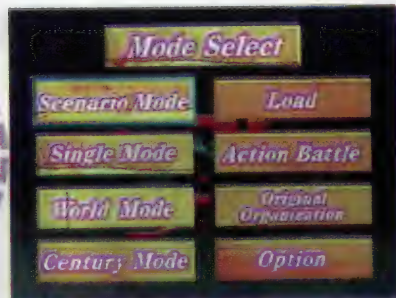 Mode Select
Scenario Mode
Load
Single Mode
Action Battle
World Mode
Original
Organization
Century Mode
Option